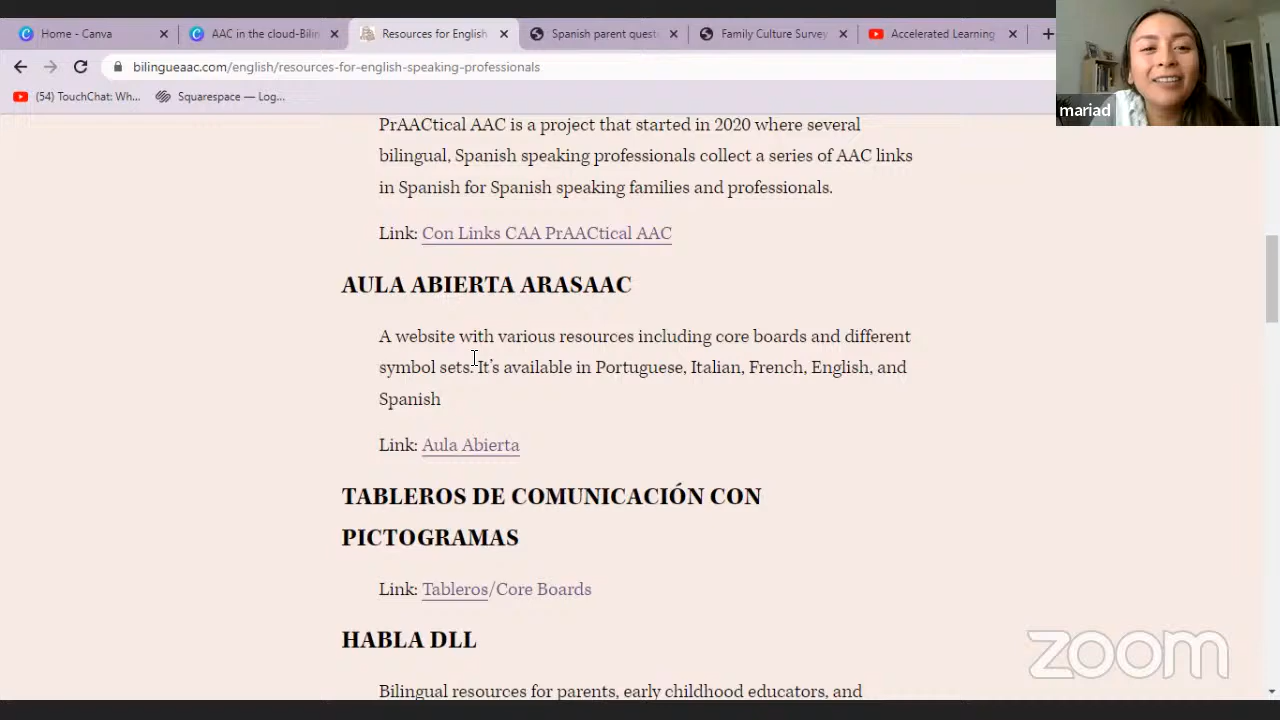 Home - Canva
AAC in the cloud-Bilin
Resources for English
Spanish parent quest
Family Culture Survey
Accelerated Learning
bilingueaac.com/english/resources-for-english-speaking-professionals
(54) TouchChat: Wh...
Squarespace — Log...
mariad
PrAACtical AAC is a project that started in 2020 where several
bilingual, Spanish speaking professionals collect a series of AAC links
in Spanish for Spanish speaking families and professionals.
Link: Con Links CAA PrAACtical AAC
AULA ABIERTA ARASAAC
A website with various resources including core boards and different
symbol sets. It’s available in Portuguese, Italian, French, English, and
Spanish
Link: Aula Abierta
TABLEROS DE COMUNICACIÓN CON
PICTOGRAMAS
Link: Tableros/Core Boards
HABLA DLL
Bilingual resources for parents, early childhood educators, and
zoom